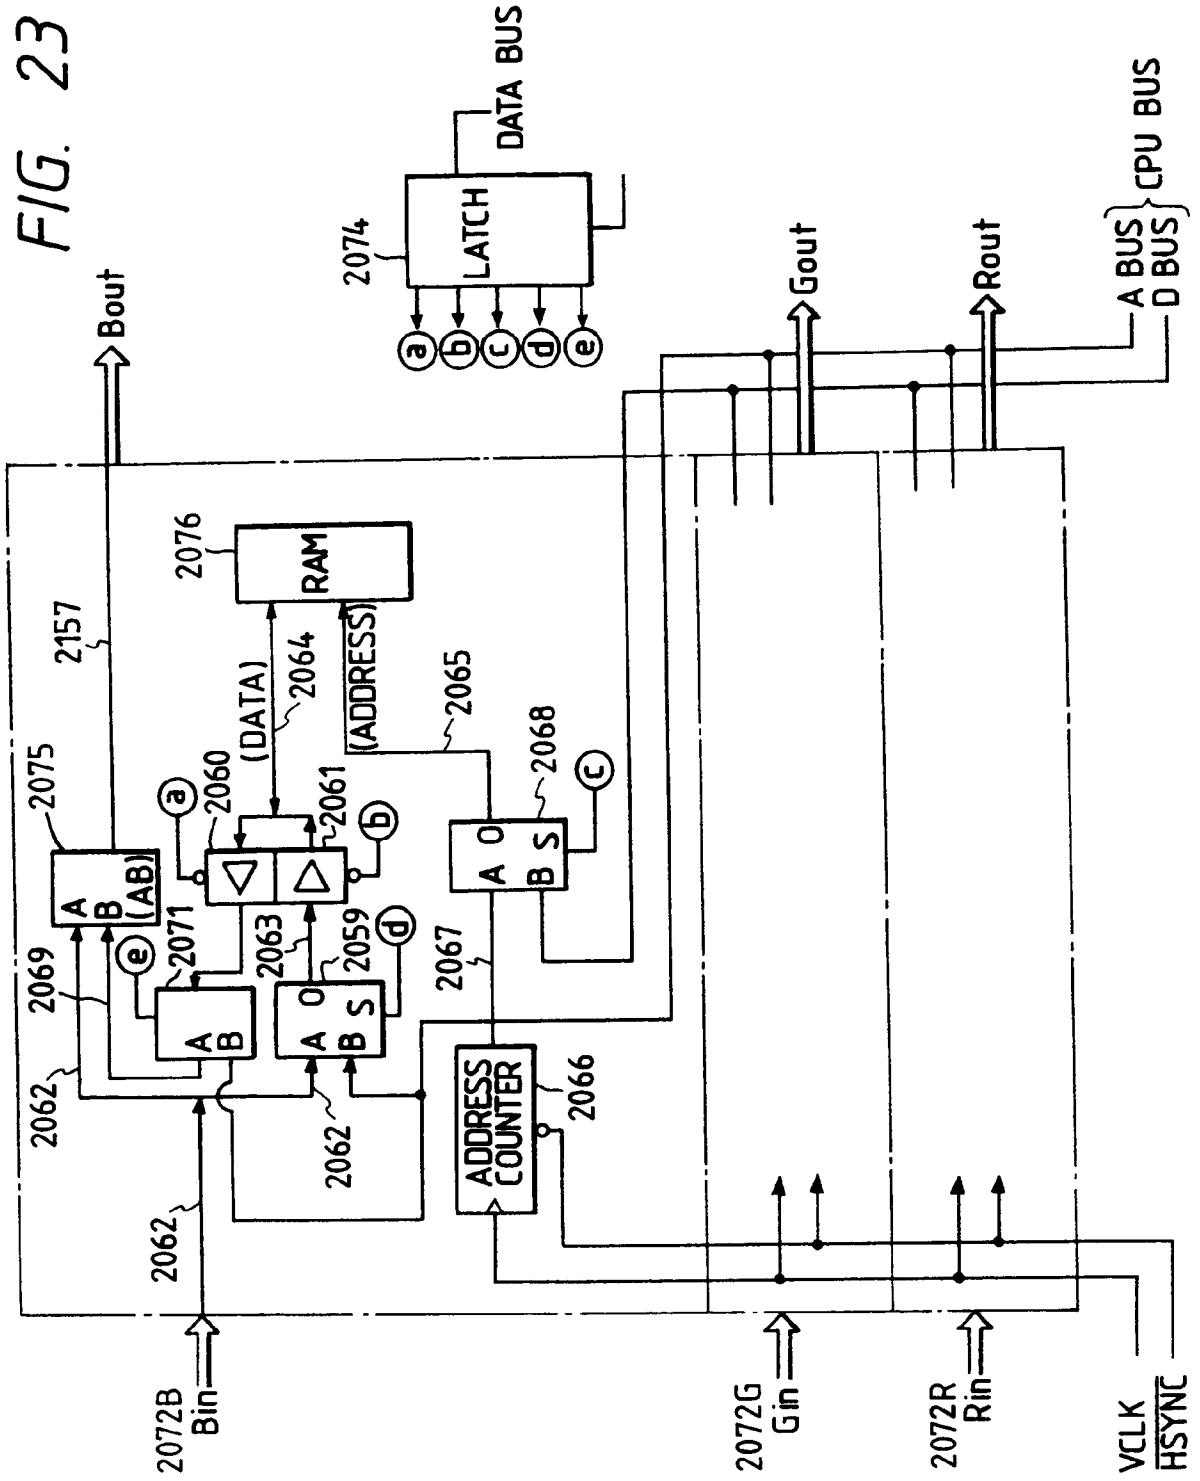 FIG. 23
2072B
Bin
2062
2062
2069
2075
A
B
(AB)
2157
Bout
e
2071
A
B
a
2060
(DATA)
2064
2076
RAM
(ADDRESS)
2063
2061
b
2059
A
O
B
S
d
2062
2065
2067
2068
A
O
B
S
c
ADDRESS
COUNTER
2066
2074
LATCH
DATA BUS
a
b
c
d
e
2072G
Gin
Gout
2072R
Rin
Rout
VCLK
HSYNC
A BUS
D BUS
CPU BUS